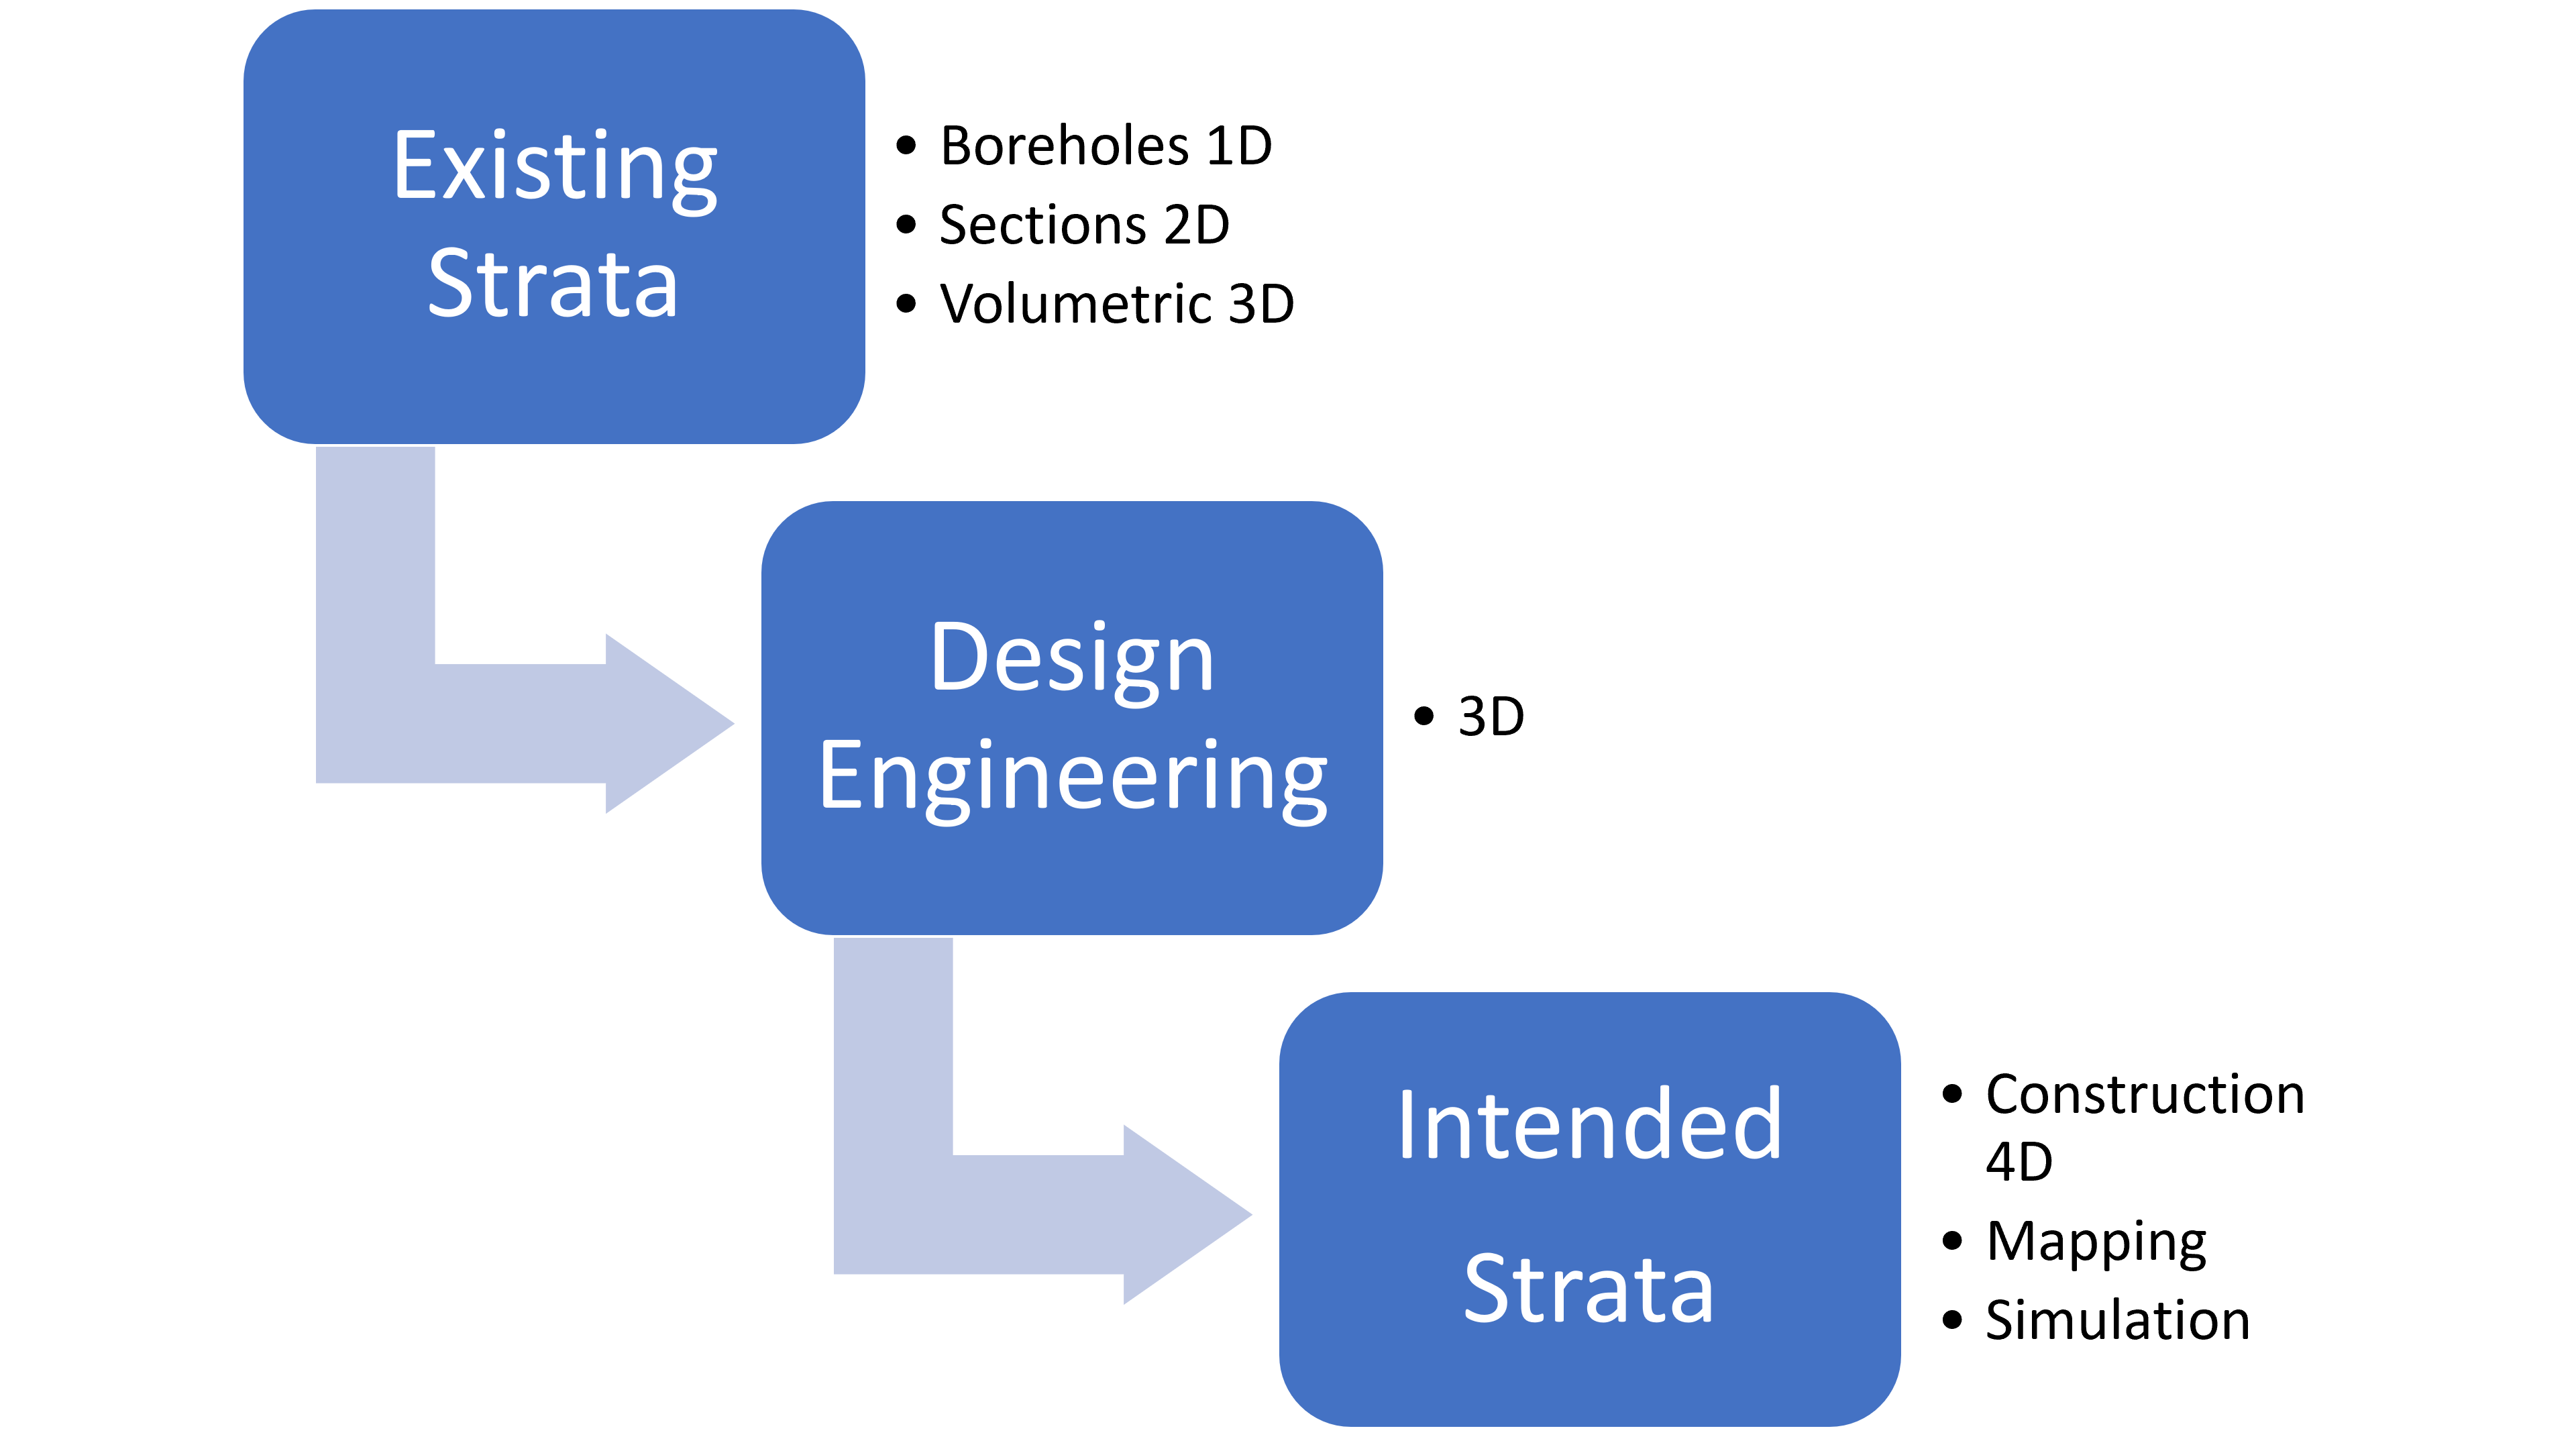 Existing
Strata
• Boreholes 1D
• Sections 2D
• Volumetric 3D
Design
Engineering
• 3D
Intended
Strata
• Construction
4D
• Mapping
• Simulation